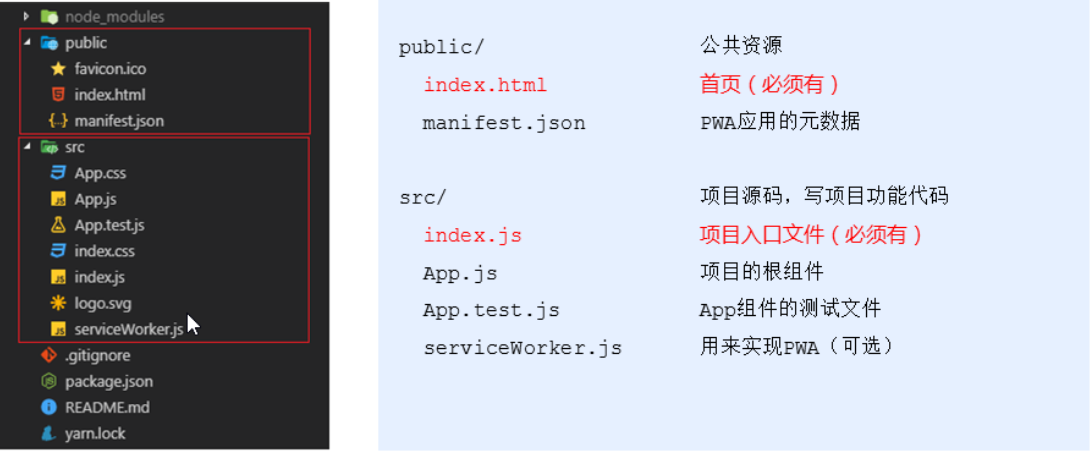 node_modules
public
favicon.ico
index.html
manifest.json
src
App.css
App.js
App.test.js
index.css
index.js
logo.svg
serviceWorker.js
.gitignore
package.json
README.md
yarn.lock
public/ 公共资源
index.html 首页（必须有）
manifest.json PWA应用的元数据
src/ 项目源码，写项目功能代码
index.js 项目入口文件（必须有）
App.js 项目的根组件
App.test.js App组件的测试文件
serviceWorker.js 用来实现PWA（可选）